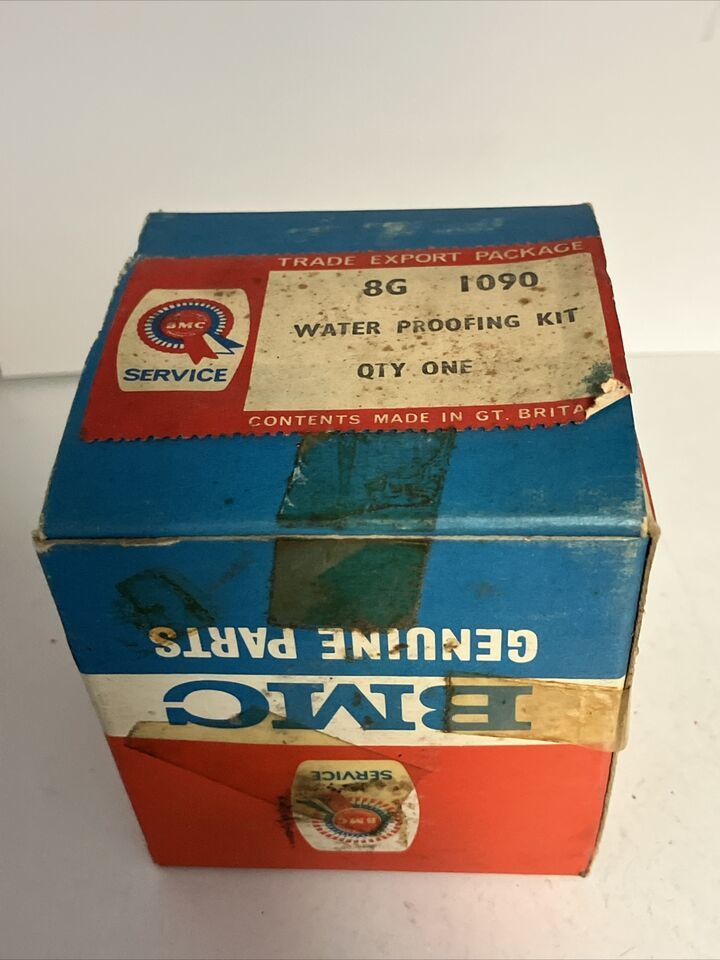 TRADE EXPORT PACKAGE
8G 1090
WATER PROOFING KIT
QTY ONE
CONTENTS MADE IN GT. BRITA
BMC
SERVICE
GENUINE PARTS
BMC
SERVICE
BMC